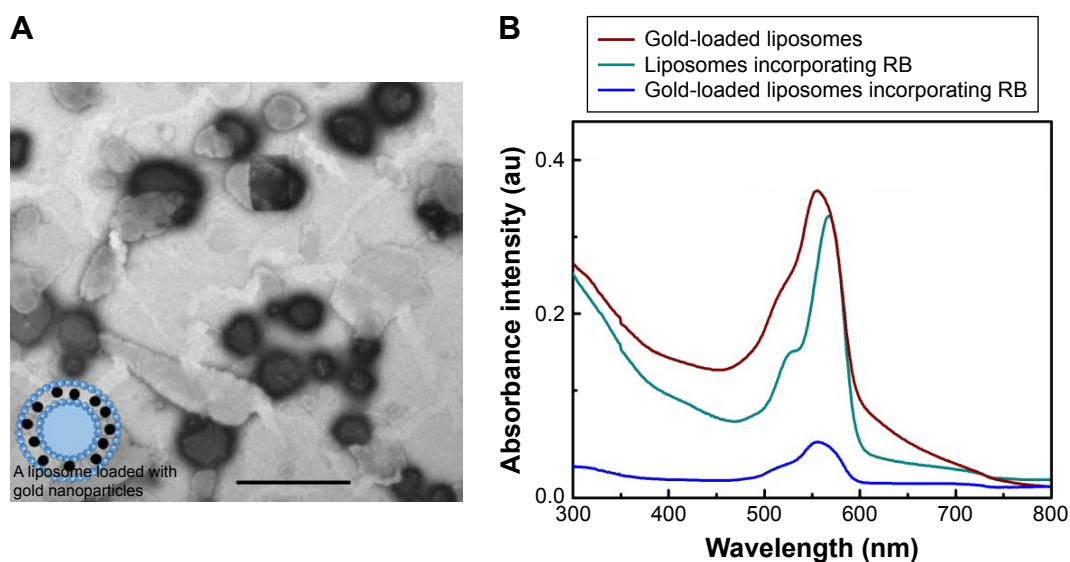 A
A liposome loaded with
gold nanoparticles
B
Gold-loaded liposomes
Liposomes incorporating RB
Gold-loaded liposomes incorporating RB
Absorbance intensity (au)
0.4
0.2
0.0
300 400 500 600 700 800
Wavelength (nm)